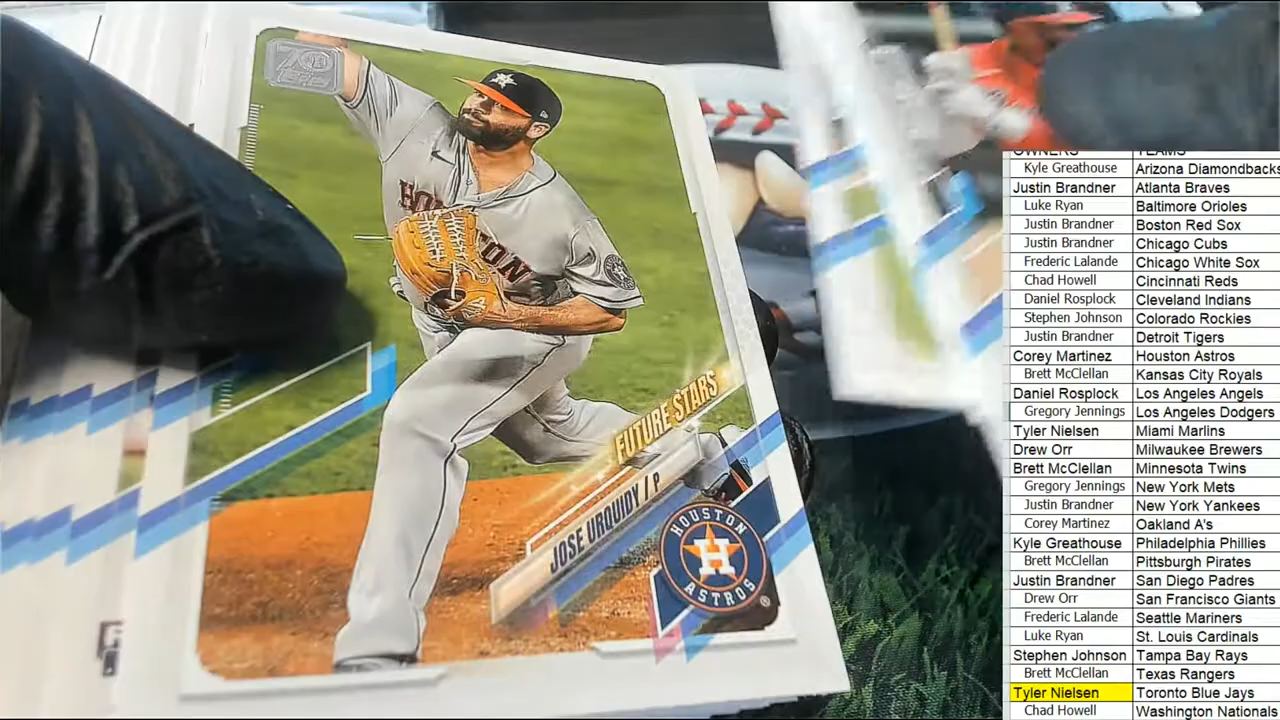 70
HOUSTON
FUTURE STARS
JOSE URQUIDY / P
HOUSTON
H
ASTROS
OWNERS TEAMS
Kyle Greathouse Arizona Diamondbacks
Justin Brandner Atlanta Braves
Luke Ryan Baltimore Orioles
Justin Brandner Boston Red Sox
Justin Brandner Chicago Cubs
Frederic Lalande Chicago White Sox
Chad Howell Cincinnati Reds
Daniel Rosplock Cleveland Indians
Stephen Johnson Colorado Rockies
Justin Brandner Detroit Tigers
Corey Martinez Houston Astros
Brett McClellan Kansas City Royals
Daniel Rosplock Los Angeles Angels
Gregory Jennings Los Angeles Dodgers
Tyler Nielsen Miami Marlins
Drew Orr Milwaukee Brewers
Brett McClellan Minnesota Twins
Gregory Jennings New York Mets
Justin Brandner New York Yankees
Corey Martinez Oakland A's
Kyle Greathouse Philadelphia Phillies
Brett McClellan Pittsburgh Pirates
Justin Brandner San Diego Padres
Drew Orr San Francisco Giants
Frederic Lalande Seattle Mariners
Luke Ryan St. Louis Cardinals
Stephen Johnson Tampa Bay Rays
Brett McClellan Texas Rangers
Tyler Nielsen Toronto Blue Jays
Chad Howell Washington Nationals